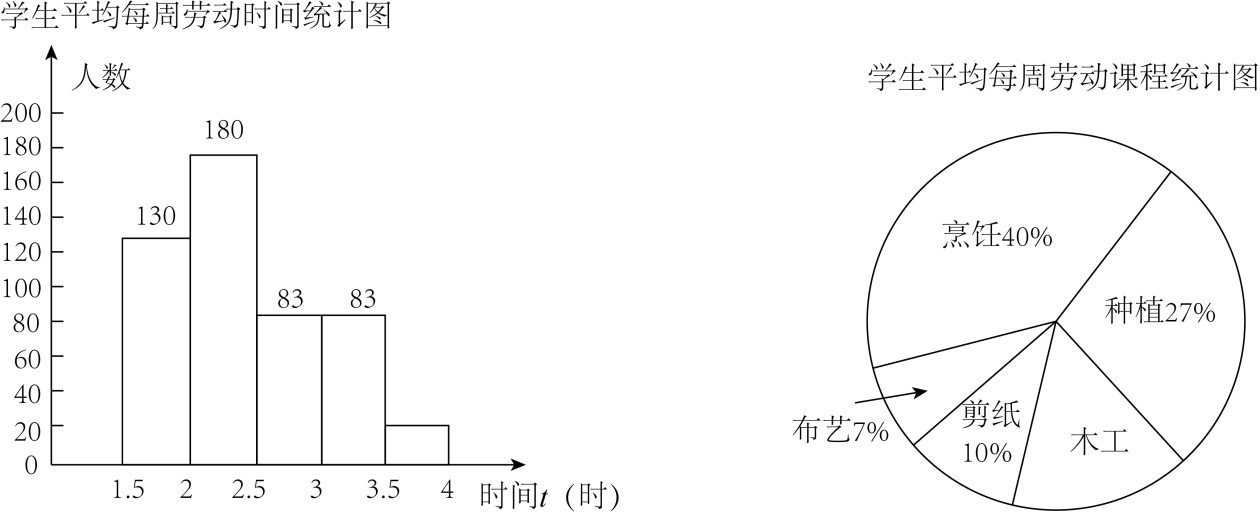 学生平均每周劳动时间统计图
人数
200
180
160
140
120
100
80
60
40
20
0
130
180
83
83
1.5 2 2.5 3 3.5 4 时间t（时）
学生平均每周劳动课程统计图
烹饪40%
种植27%
布艺7%
剪纸
10%
木工